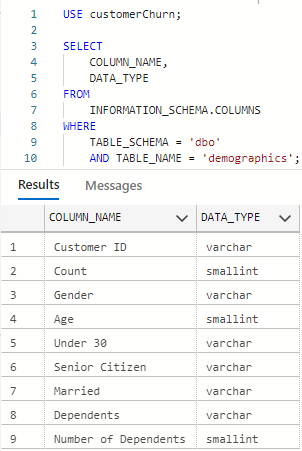 1 USE customerChurn;
2
3 SELECT
4 COLUMN_NAME,
5 DATA_TYPE
6 FROM
7 INFORMATION_SCHEMA.COLUMNS
8 WHERE
9 TABLE_SCHEMA = 'dbo'
10 AND TABLE_NAME = 'demographics';
Results Messages
COLUMN_NAME DATA_TYPE
1 Customer ID varchar
2 Count smallint
3 Gender varchar
4 Age smallint
5 Under 30 varchar
6 Senior Citizen varchar
7 Married varchar
8 Dependents varchar
9 Number of Dependents smallint